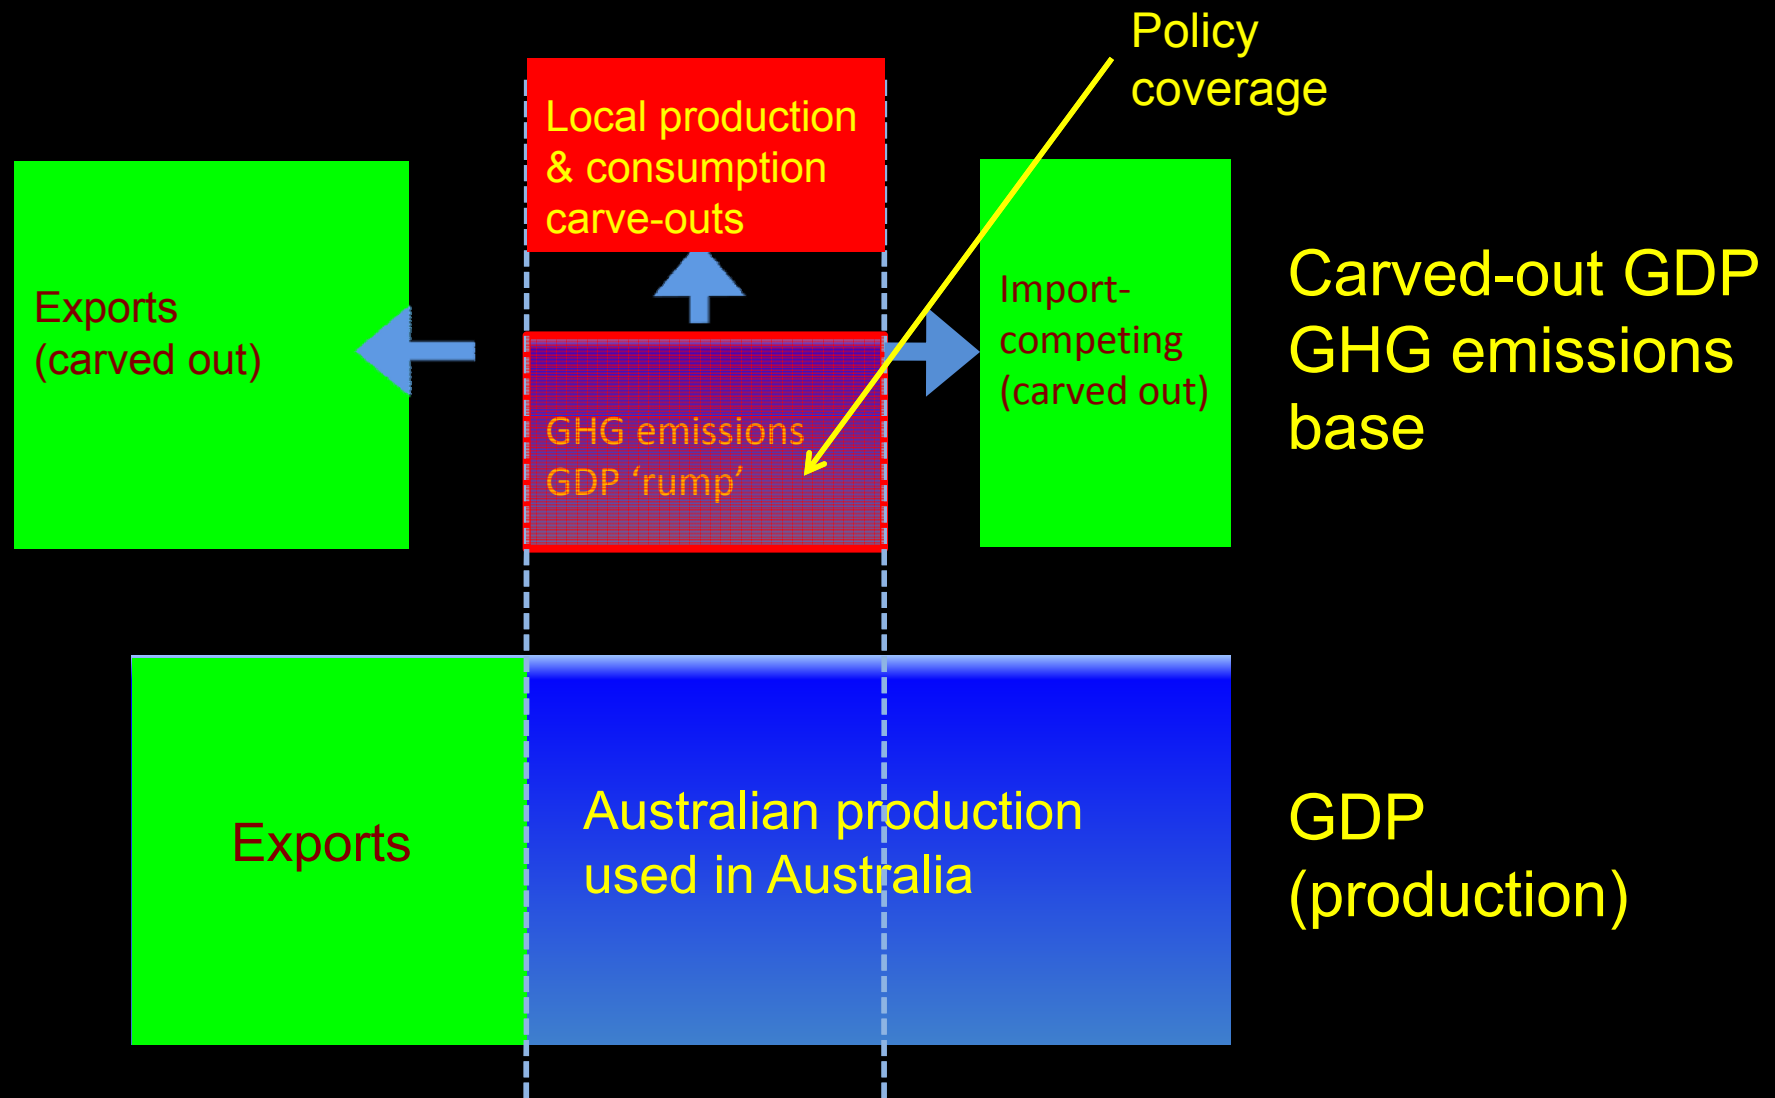 Policy
coverage
Local production
& consumption
carve-outs
Exports
(carved out)
Import-
competing
(carved out)
Carved-out GDP
GHG emissions
base
GHG emissions
GDP ‘rump’
Exports
Australian production
used in Australia
GDP
(production)